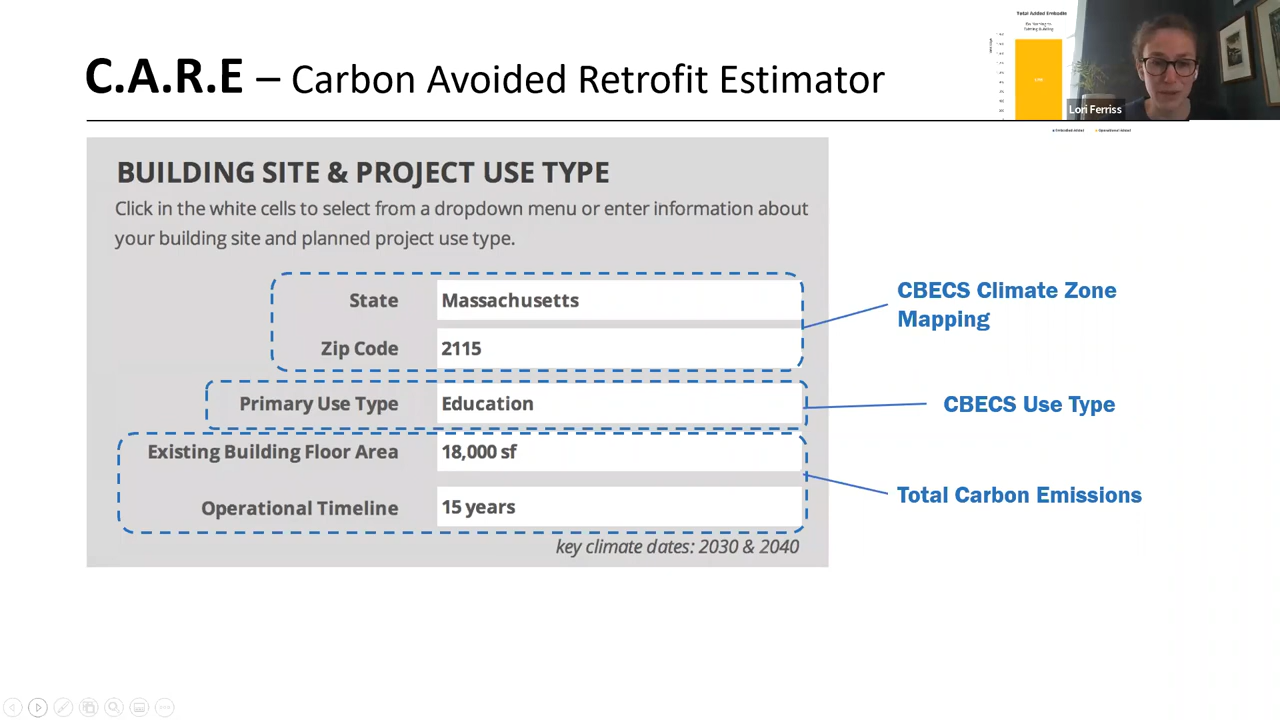 C.A.R.E – Carbon Avoided Retrofit Estimator
Total Added Embodie
Lori Ferriss
BUILDING SITE & PROJECT USE TYPE
Click in the white cells to select from a dropdown menu or enter information about
your building site and planned project use type.
State Massachusetts
Zip Code 2115
CBECS Climate Zone
Mapping
Primary Use Type Education
CBECS Use Type
Existing Building Floor Area 18,000 sf
Operational Timeline 15 years
Total Carbon Emissions
key climate dates: 2030 & 2040